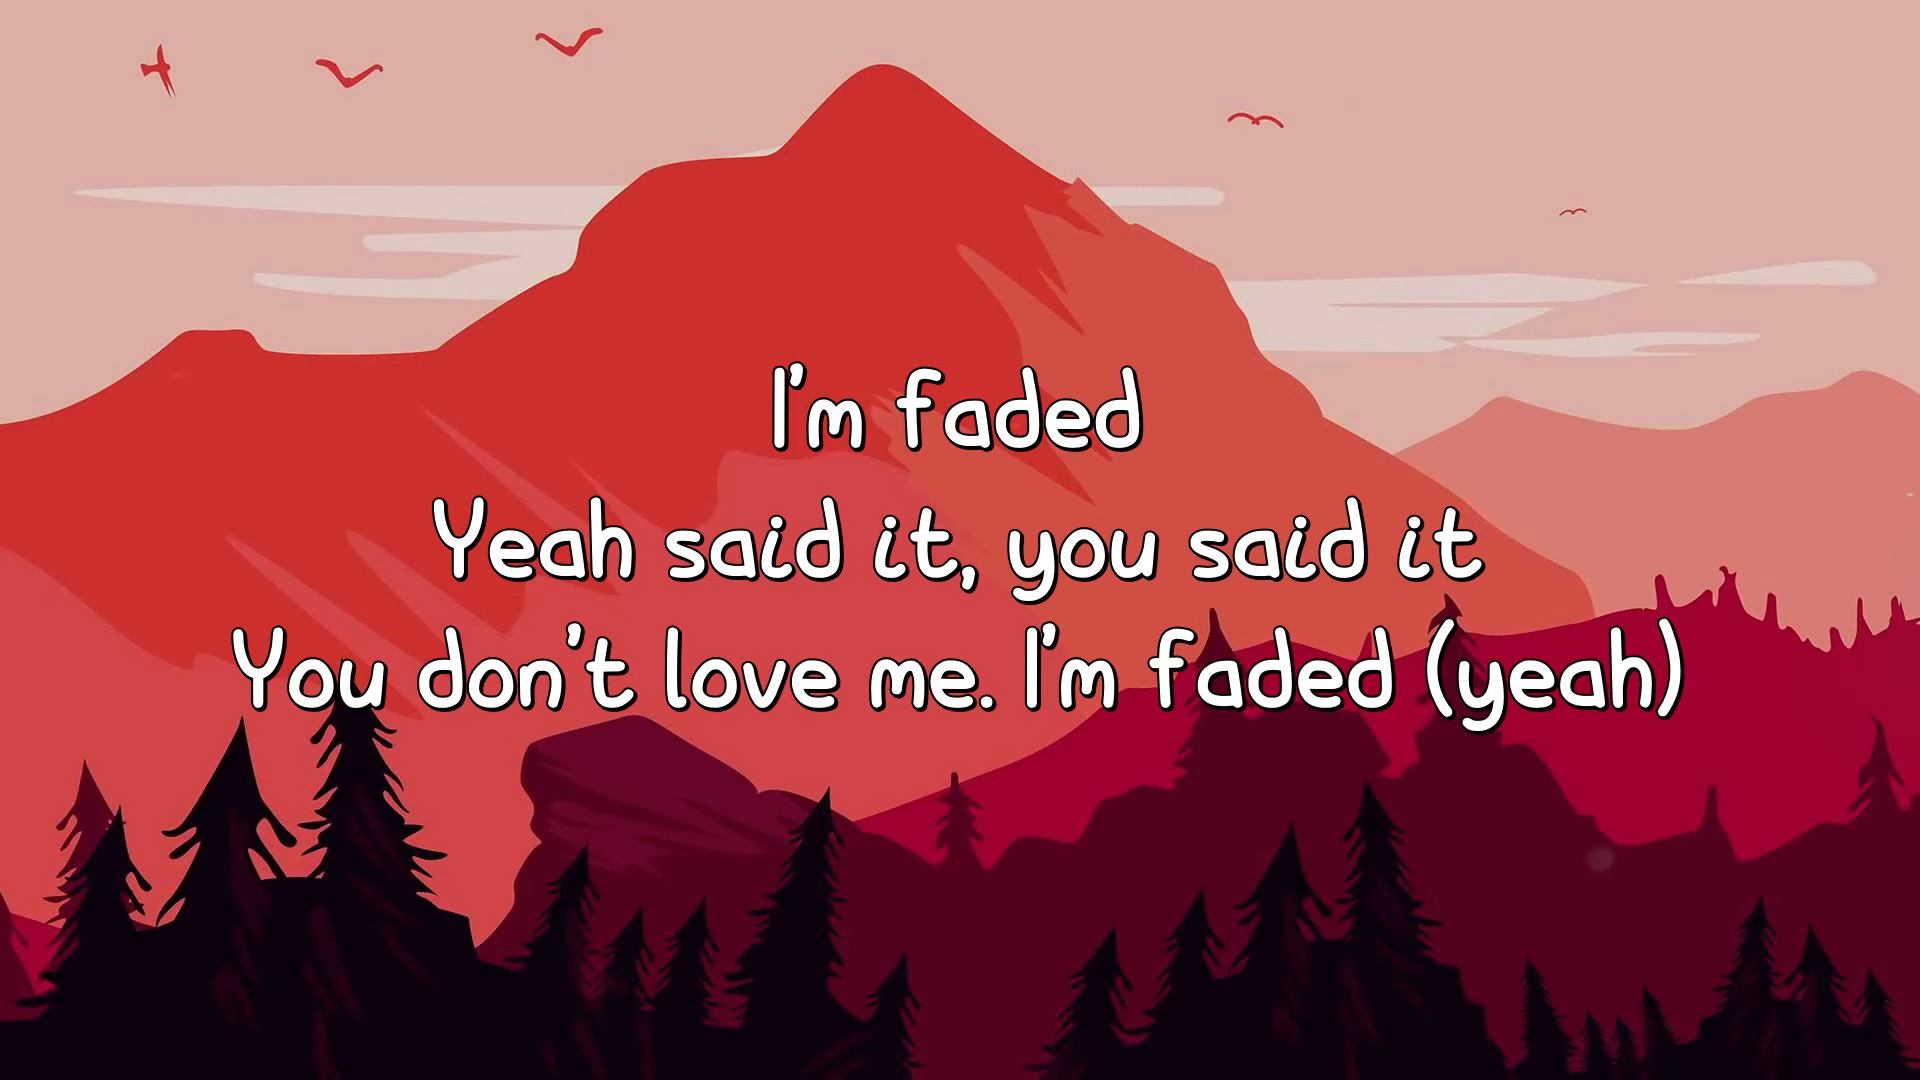 I'm faded
Yeah said it, you said it
You don't love me. I'm faded (yeah)